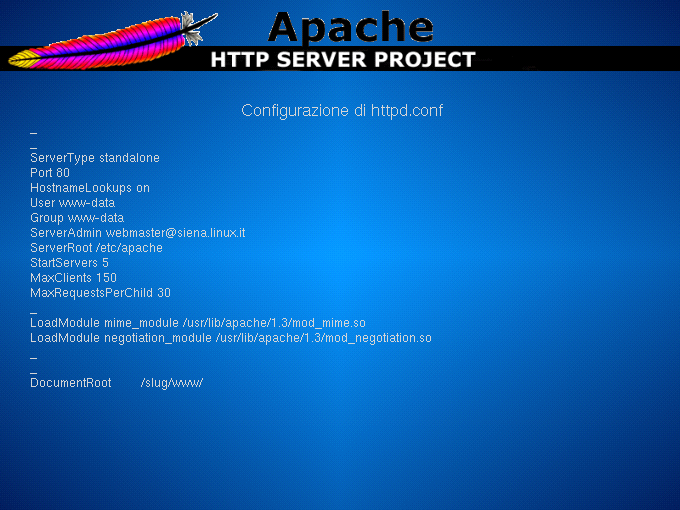 Apache
HTTP SERVER PROJECT
Configurazione di httpd.conf
_
_
ServerType standalone
Port 80
HostnameLookups on
User www-data
Group www-data
ServerAdmin webmaster@siena.linux.it
ServerRoot /etc/apache
StartServers 5
MaxClients 150
MaxRequestsPerChild 30
_
LoadModule mime_module /usr/lib/apache/1.3/mod_mime.so
LoadModule negotiation_module /usr/lib/apache/1.3/mod_negotiation.so
_
_
DocumentRoot /slug/www/